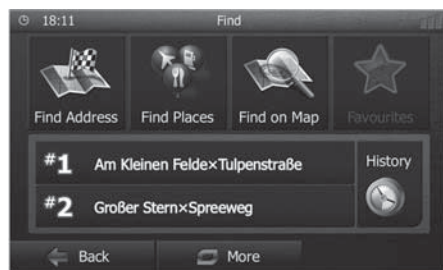 18:11 Find
Find Address Find Places Find on Map Favourites
#1 Am Kleinen Felde×Tulpenstraße
History
#2 Großer Stern×Spreeweg
Back More